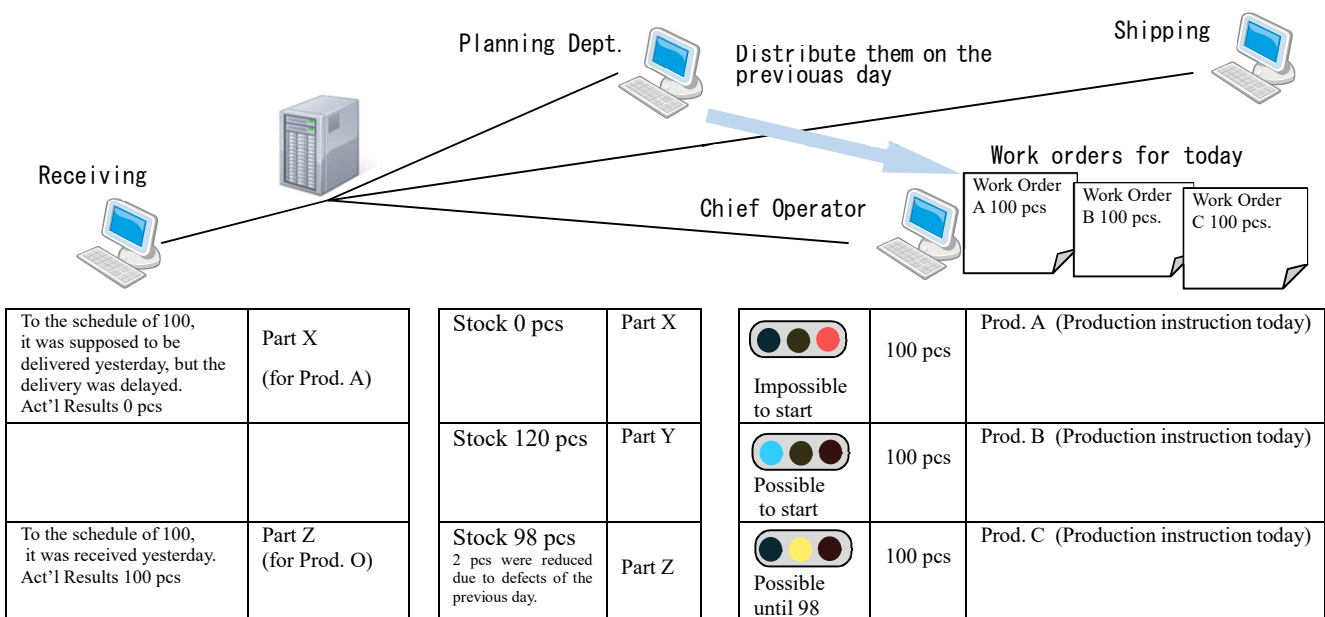 Planning Dept.
Distribute them on the
previouas day
Shipping
Receiving
Work orders for today
Chief Operator
Work Order
A 100 pcs
Work Order
B 100 pcs.
Work Order
C 100 pcs.
To the schedule of 100,
it was supposed to be
delivered yesterday, but the
delivery was delayed.
Act’l Results 0 pcs
Part X
(for Prod. A)
Stock 0 pcs
Part X
Impossible
to start
100 pcs
Prod. A (Production instruction today)
Stock 120 pcs
Part Y
Possible
to start
100 pcs
Prod. B (Production instruction today)
To the schedule of 100,
it was received yesterday.
Act’l Results 100 pcs
Part Z
(for Prod. O)
Stock 98 pcs
2 pcs were reduced
due to defects of the
previous day.
Part Z
Possible
until 98
100 pcs
Prod. C (Production instruction today)